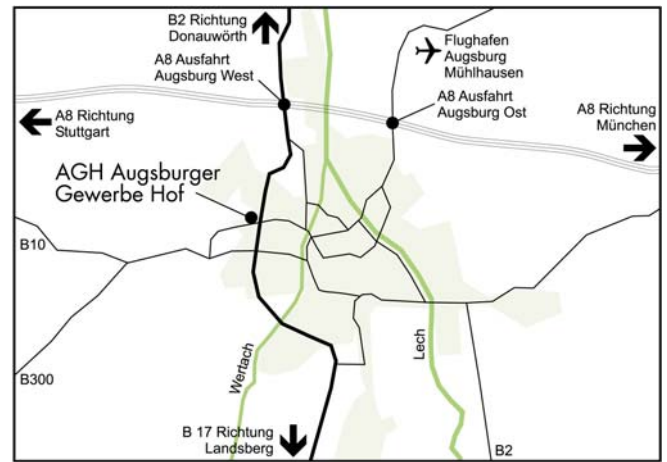 B2 Richtung
Donauwörth
A8 Ausfahrt
Augsburg West
Flughafen
Augsburg
Mühlhausen
A8 Ausfahrt
Augsburg Ost
A8 Richtung
Stuttgart
A8 Richtung
München
AGH Augsburger
Gewerbe Hof
B10
B300
Wertach
Lech
B 17 Richtung
Landsberg
B2